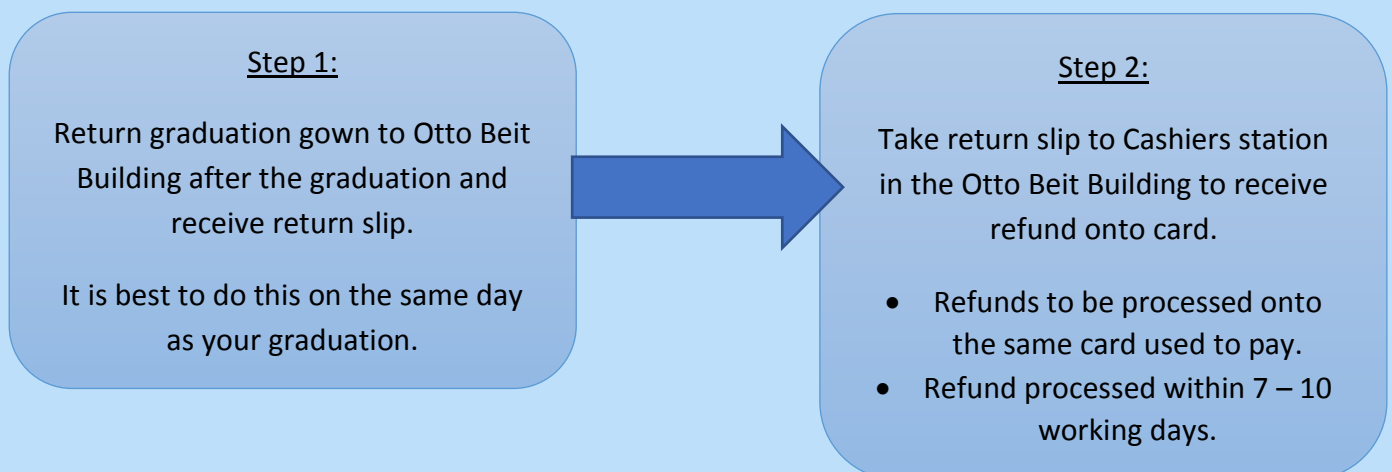 Step 1:
Return graduation gown to Otto Beit
Building after the graduation and
receive return slip.
It is best to do this on the same day
as your graduation.
Step 2:
Take return slip to Cashiers station
in the Otto Beit Building to receive
refund onto card.
• Refunds to be processed onto
the same card used to pay.
• Refund processed within 7 – 10
working days.